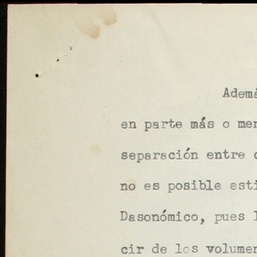 Ademá
en parte más o men
separación entre
no es posible esti
Dasonómico, pues
cir de los volumen